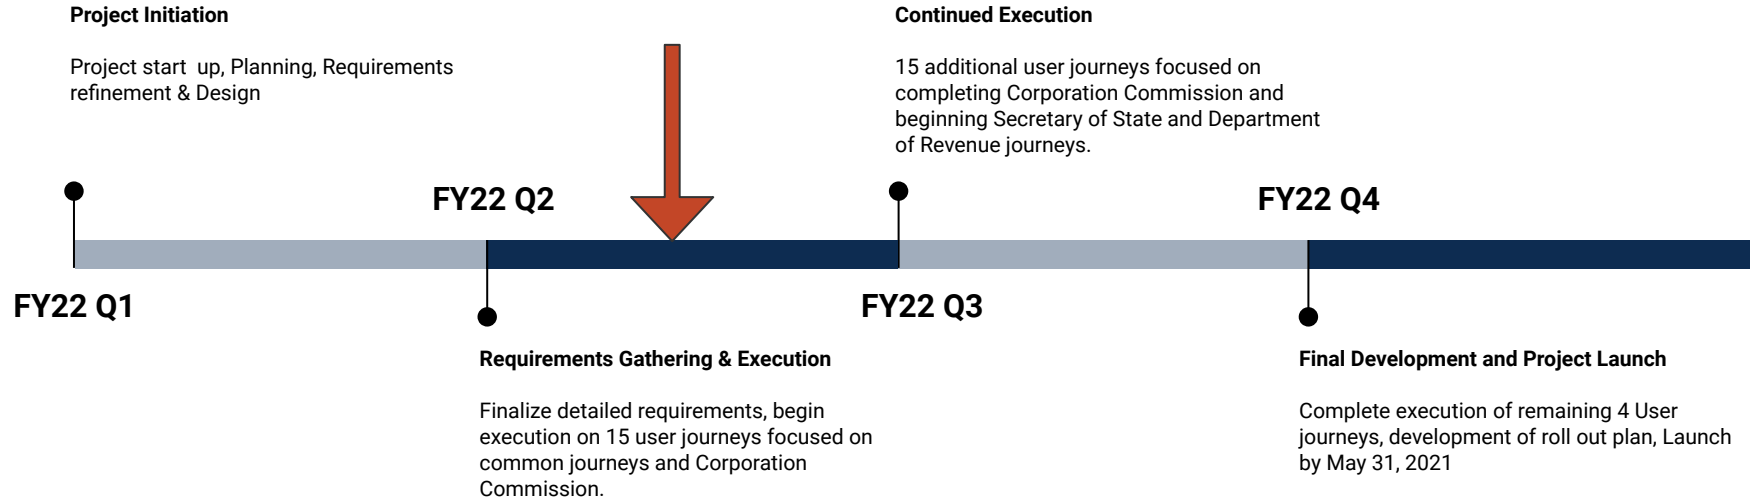 Project Initiation
Project start  up, Planning, Requirements
refinement & Design
Continued Execution
15 additional user journeys focused on
completing Corporation Commission and
beginning Secretary of State and Department
of Revenue journeys.
FY22 Q2
FY22 Q4
FY22 Q1
FY22 Q3
Requirements Gathering & Execution
Finalize detailed requirements, begin
execution on 15 user journeys focused on
common journeys and Corporation
Commission.
Final Development and Project Launch
Complete execution of remaining 4 User
journeys, development of roll out plan, Launch
by May 31, 2021